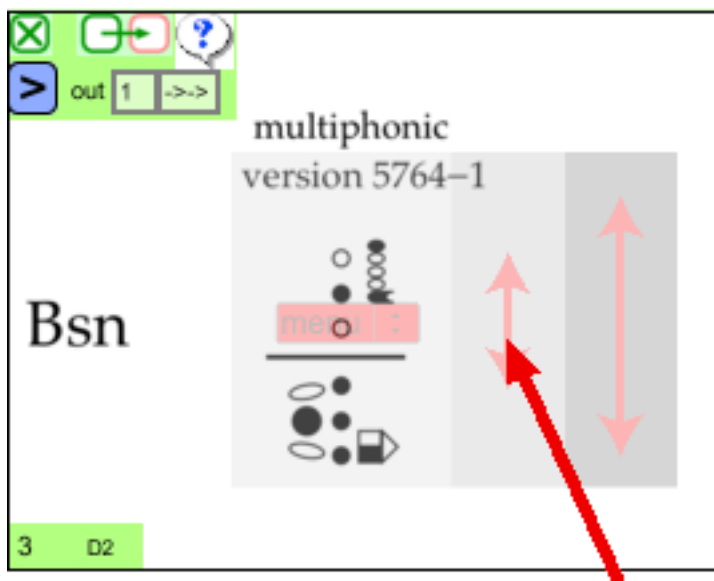 ?
> out 1 ->->
multiphonic
version 5764-1
Bsn
menu
3 D2